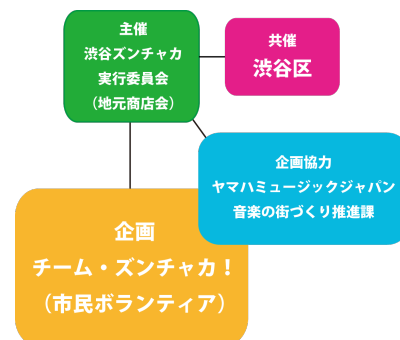 主催
渋谷ズンチャカ
実行委員会
（地元商店会）
共催
渋谷区
企画協力
ヤマハミュージックジャパン
音楽の街づくり推進課
企画
チーム・ズンチャカ！
（市民ボランティア）